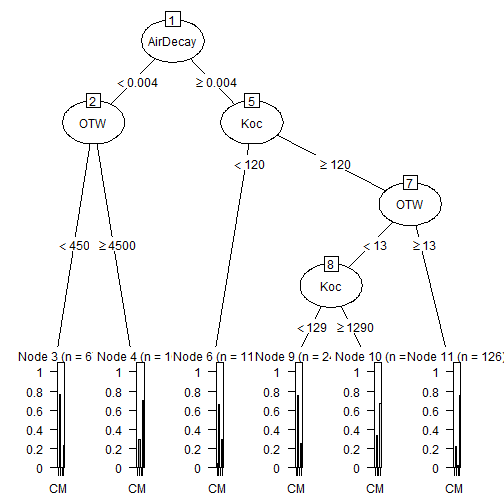 1
AirDecay
< 0.004 ≥ 0.004
2 5
OTW Koc
< 120 ≥ 120
7
OTW
< 450 ≥ 4500 < 13 ≥ 13
8
Koc
< 129 ≥ 1290
Node 3 (n = 6 Node 4 (n = 1 Node 6 (n = 11 Node 9 (n = 24 Node 10 (n = Node 11 (n = 126)
1 1 1 1 1 1
0.8 0.8 0.8 0.8 0.8 0.8
0.6 0.6 0.6 0.6 0.6 0.6
0.4 0.4 0.4 0.4 0.4 0.4
0.2 0.2 0.2 0.2 0.2 0.2
0 0 0 0 0 0
CM CM CM CM CM CM